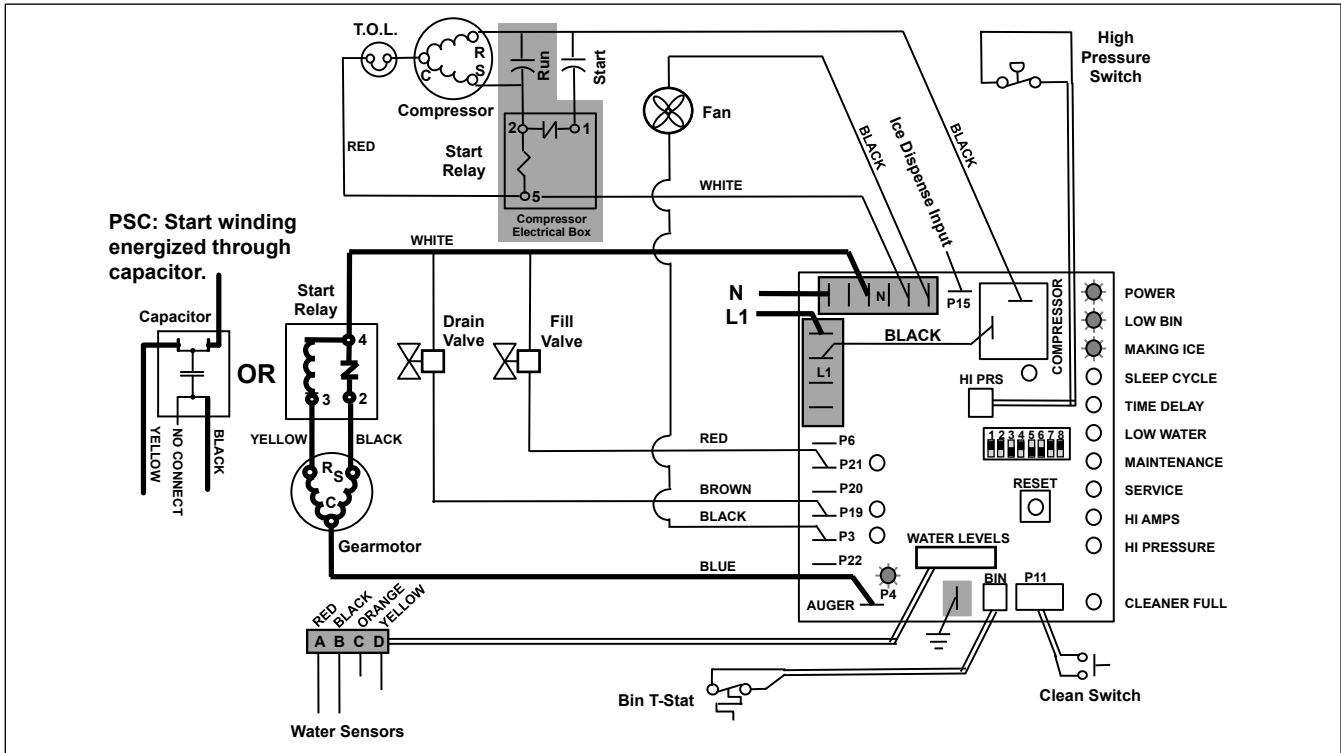 T.O.L.
R
C
S
Compressor
Run
Start
2
1
Start
Relay
5
RED
Compressor
Electrical Box
Fan
BLACK
Ice Dispense Input
BLACK
High
Pressure
Switch
WHITE
PSC: Start winding
energized through
capacitor.
WHITE
Capacitor
OR
Start
Relay
4
3
2
YELLOW
BLACK
YELLOW
NO CONNECT
BLACK
R
S
C
Gearmotor
Drain
Valve
Fill
Valve
N
L1
N
P15
BLACK
L1
COMPRESSOR
HI PRS
1 2 3 4 5 6 7 8
RESET
RED
P6
P21
BROWN
P20
P19
BLACK
P3
P22
BLUE
P4
AUGER
WATER LEVELS
BIN
P11
POWER
LOW BIN
MAKING ICE
SLEEP CYCLE
TIME DELAY
LOW WATER
MAINTENANCE
SERVICE
HI AMPS
HI PRESSURE
CLEANER FULL
RED
BLACK
ORANGE
YELLOW
A B C D
Water Sensors
Bin T-Stat
Clean Switch